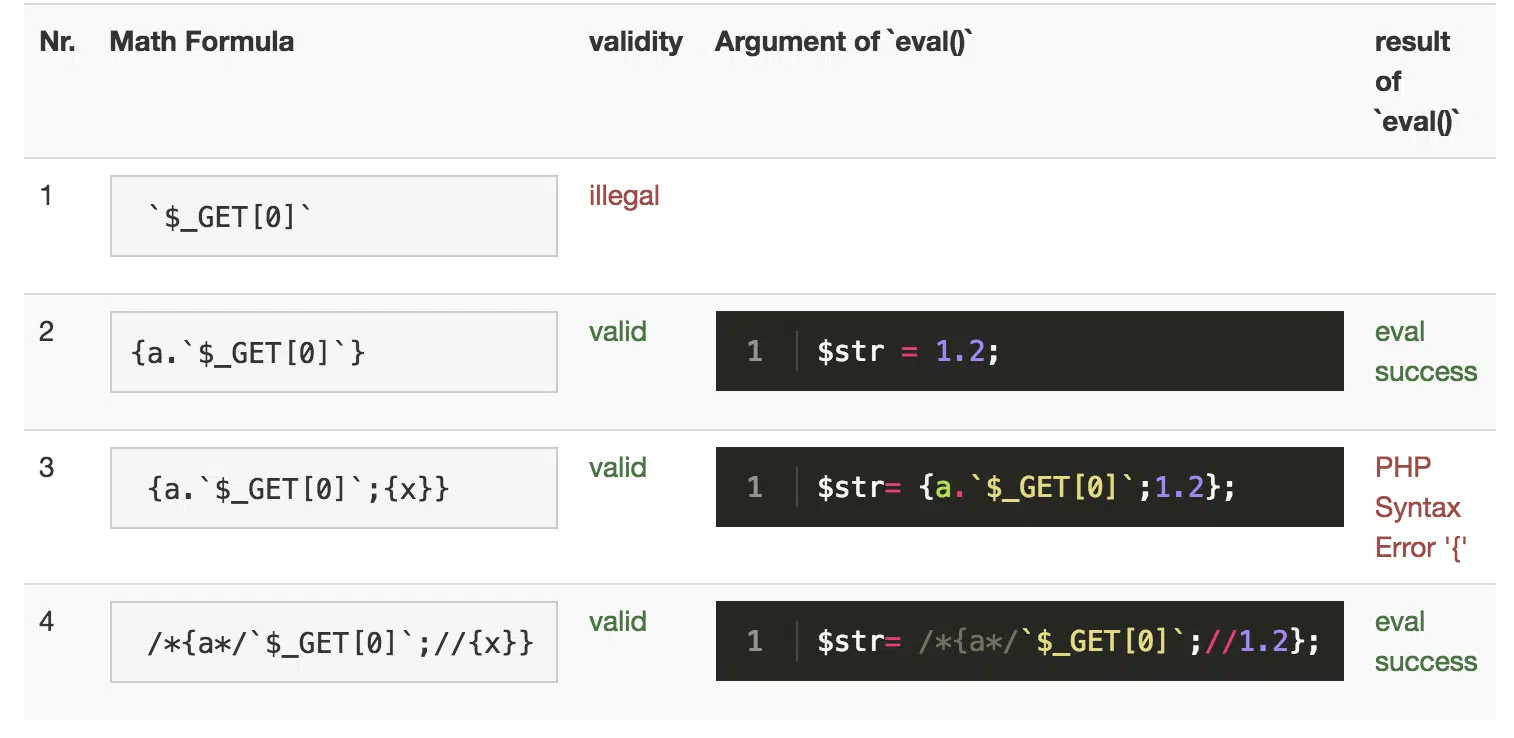 Nr. Math Formula validity Argument of `eval()` result
of
`eval()`
1 `$_GET[0]` illegal
2 {a.`$_GET[0]`} valid 1 $str = 1.2; eval
success
3 {a.`$_GET[0]`;{x}} valid 1 $str= {a.`$_GET[0]`;1.2}; PHP
Syntax
Error '{'
4 /*{a*/`$_GET[0]`;//{x}} valid 1 $str= /*{a*/`$_GET[0]`;//1.2}; eval
success